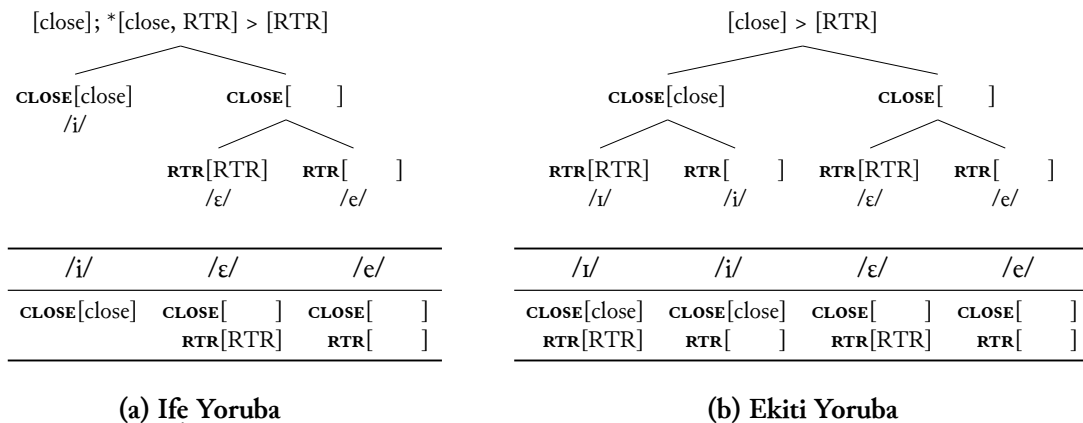 [close]; *[close, RTR] > [RTR]
CLOSE[close] CLOSE[ ]
/i/
RTR[RTR] RTR[ ]
/ɛ/ /e/
/i/ /ɛ/ /e/
CLOSE[close] CLOSE[ ] CLOSE[ ]
RTR[RTR] RTR[ ]
(a) Ifẹ Yoruba
[close] > [RTR]
CLOSE[close] CLOSE[ ]
RTR[RTR] RTR[ ] RTR[RTR] RTR[ ]
/ɪ/ /i/ /ɛ/ /e/
/ɪ/ /i/ /ɛ/ /e/
CLOSE[close] CLOSE[close] CLOSE[ ] CLOSE[ ]
RTR[RTR] RTR[ ] RTR[RTR] RTR[ ]
(b) Ekiti Yoruba